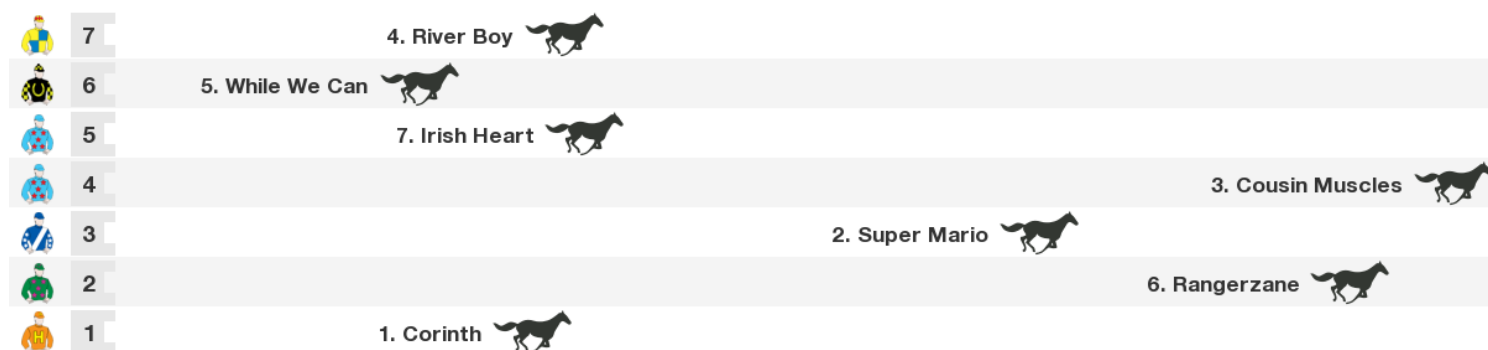 7 4. River Boy
6 5. While We Can
5 7. Irish Heart
4 3. Cousin Muscles
3 2. Super Mario
2 6. Rangerzane
H 1 1. Corinth